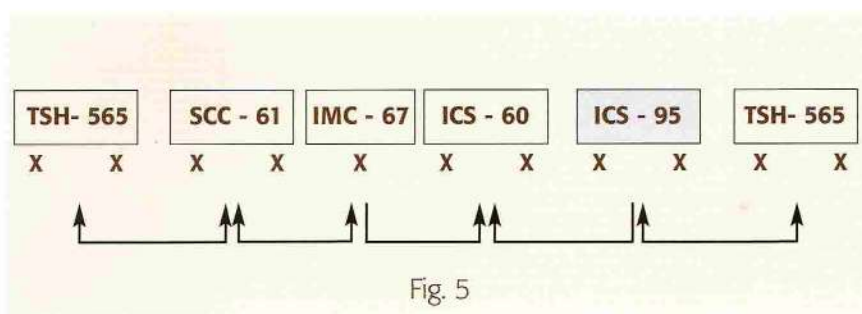 TSH- 565 SCC - 61 IMC - 67 ICS - 60 ICS - 95 TSH- 565
X X X X X X X X X X X
Fig. 5